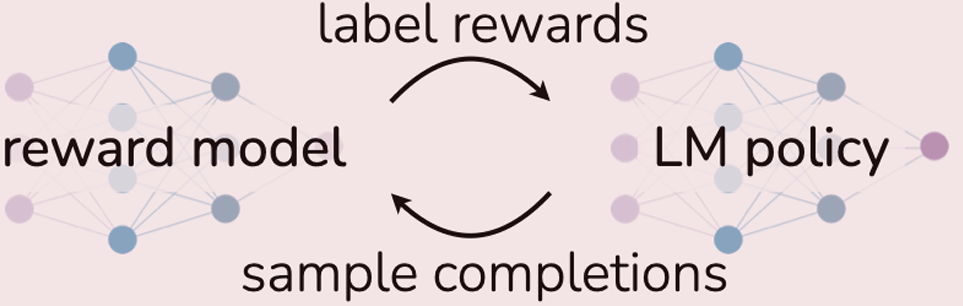 label rewards
reward model
LM policy
sample completions